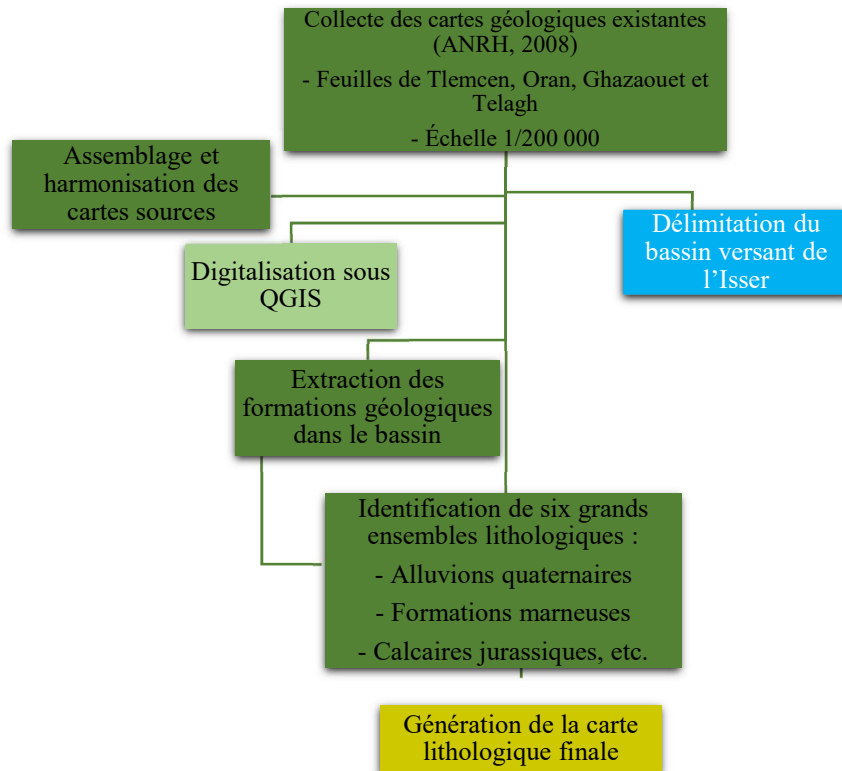 Collecte des cartes géologiques existantes
(ANRH, 2008)
- Feuilles de Tlemcen, Oran, Ghazaouet et
Telagh
- Échelle 1/200 000
Assemblage et
harmonisation des
cartes sources
Délimitation du
bassin versant de
l’Isser
Digitalisation sous
QGIS
Extraction des
formations géologiques
dans le bassin
Identification de six grands
ensembles lithologiques :
- Alluvions quaternaires
- Formations marneuses
- Calcaires jurassiques, etc.
Génération de la carte
lithologique finale